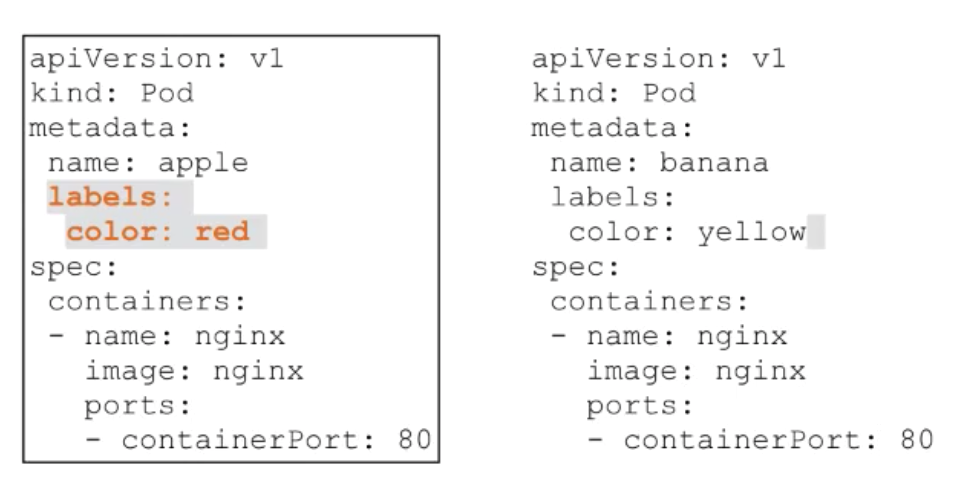 apiVersion: v1
kind: Pod
metadata:
 name: apple
 labels:
  color: red
spec:
 containers:
 - name: nginx
   image: nginx
   ports:
   - containerPort: 80
apiVersion: v1
kind: Pod
metadata:
 name: banana
 labels:
  color: yellow
spec:
 containers:
 - name: nginx
   image: nginx
   ports:
   - containerPort: 80